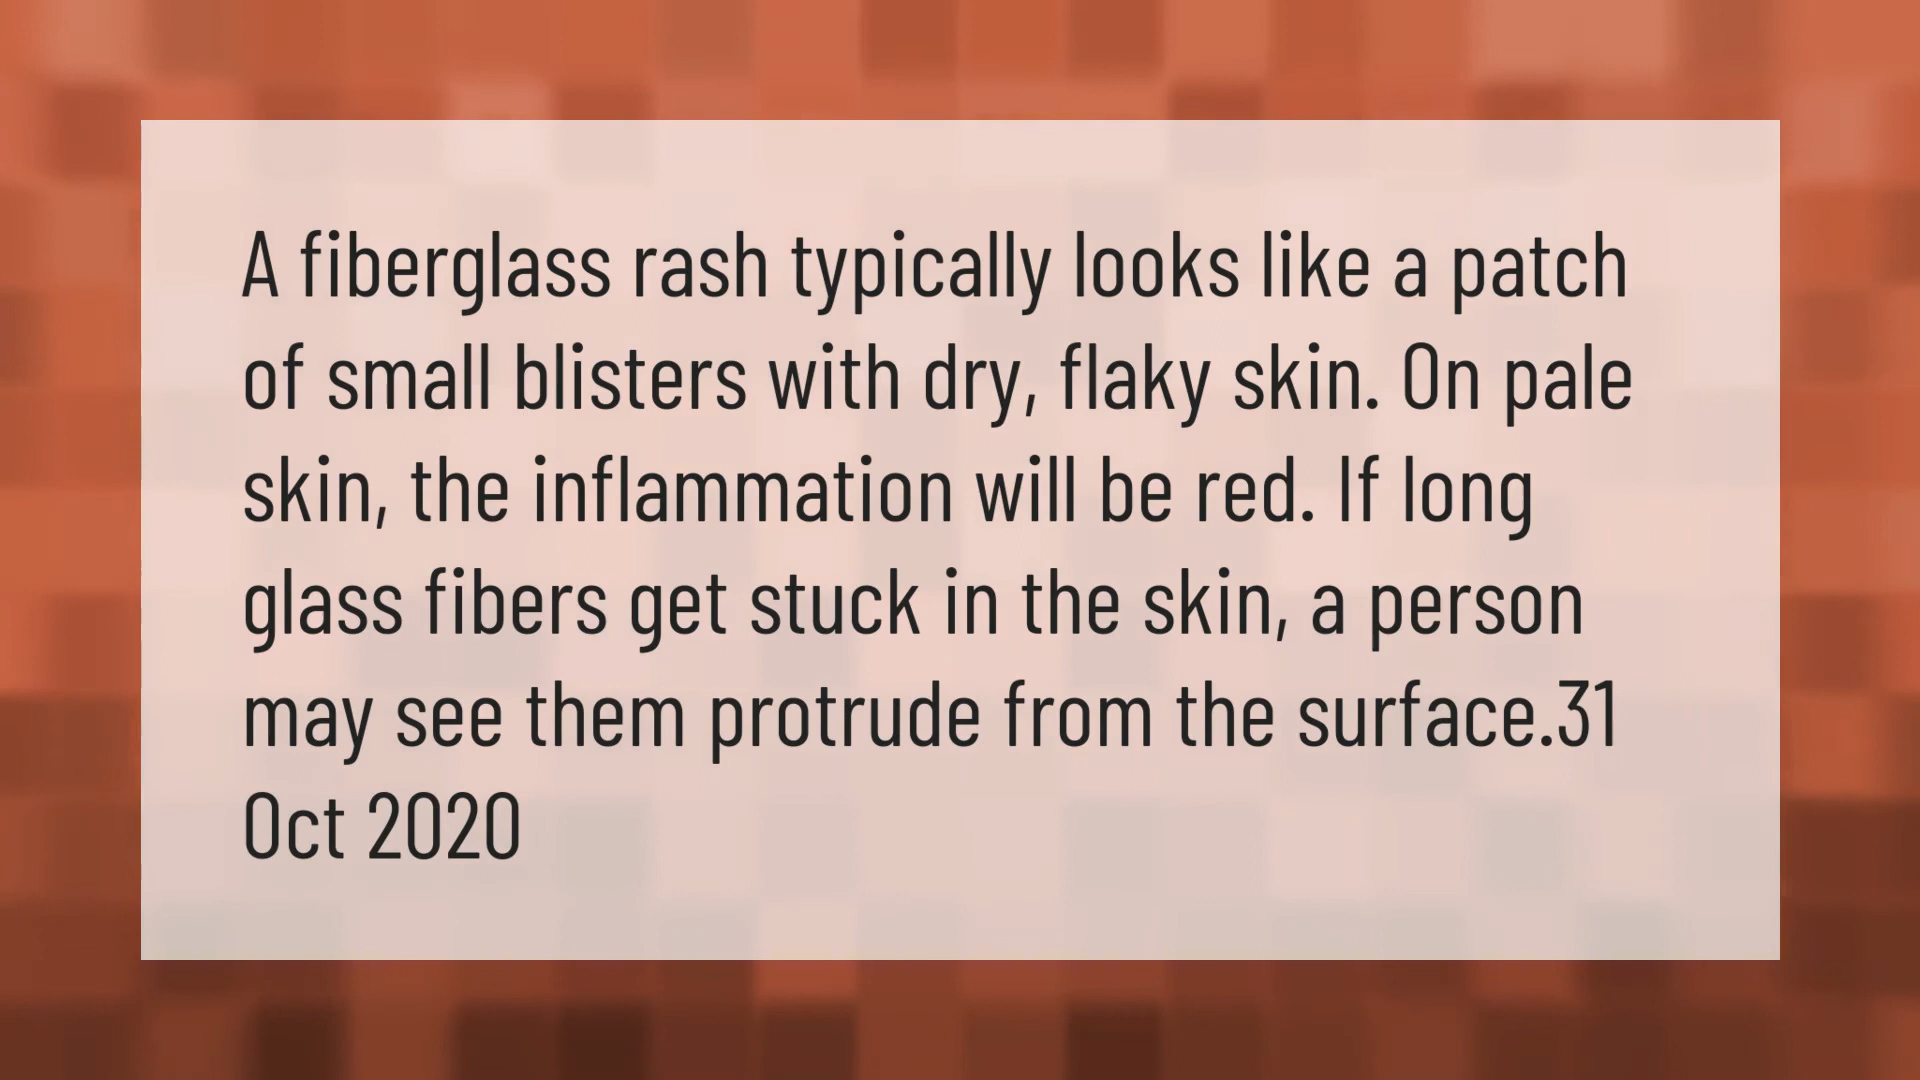 A fiberglass rash typically looks like a patch
of small blisters with dry, flaky skin. On pale
skin, the inflammation will be red. If long
glass fibers get stuck in the skin, a person
may see them protrude from the surface.31
Oct 2020